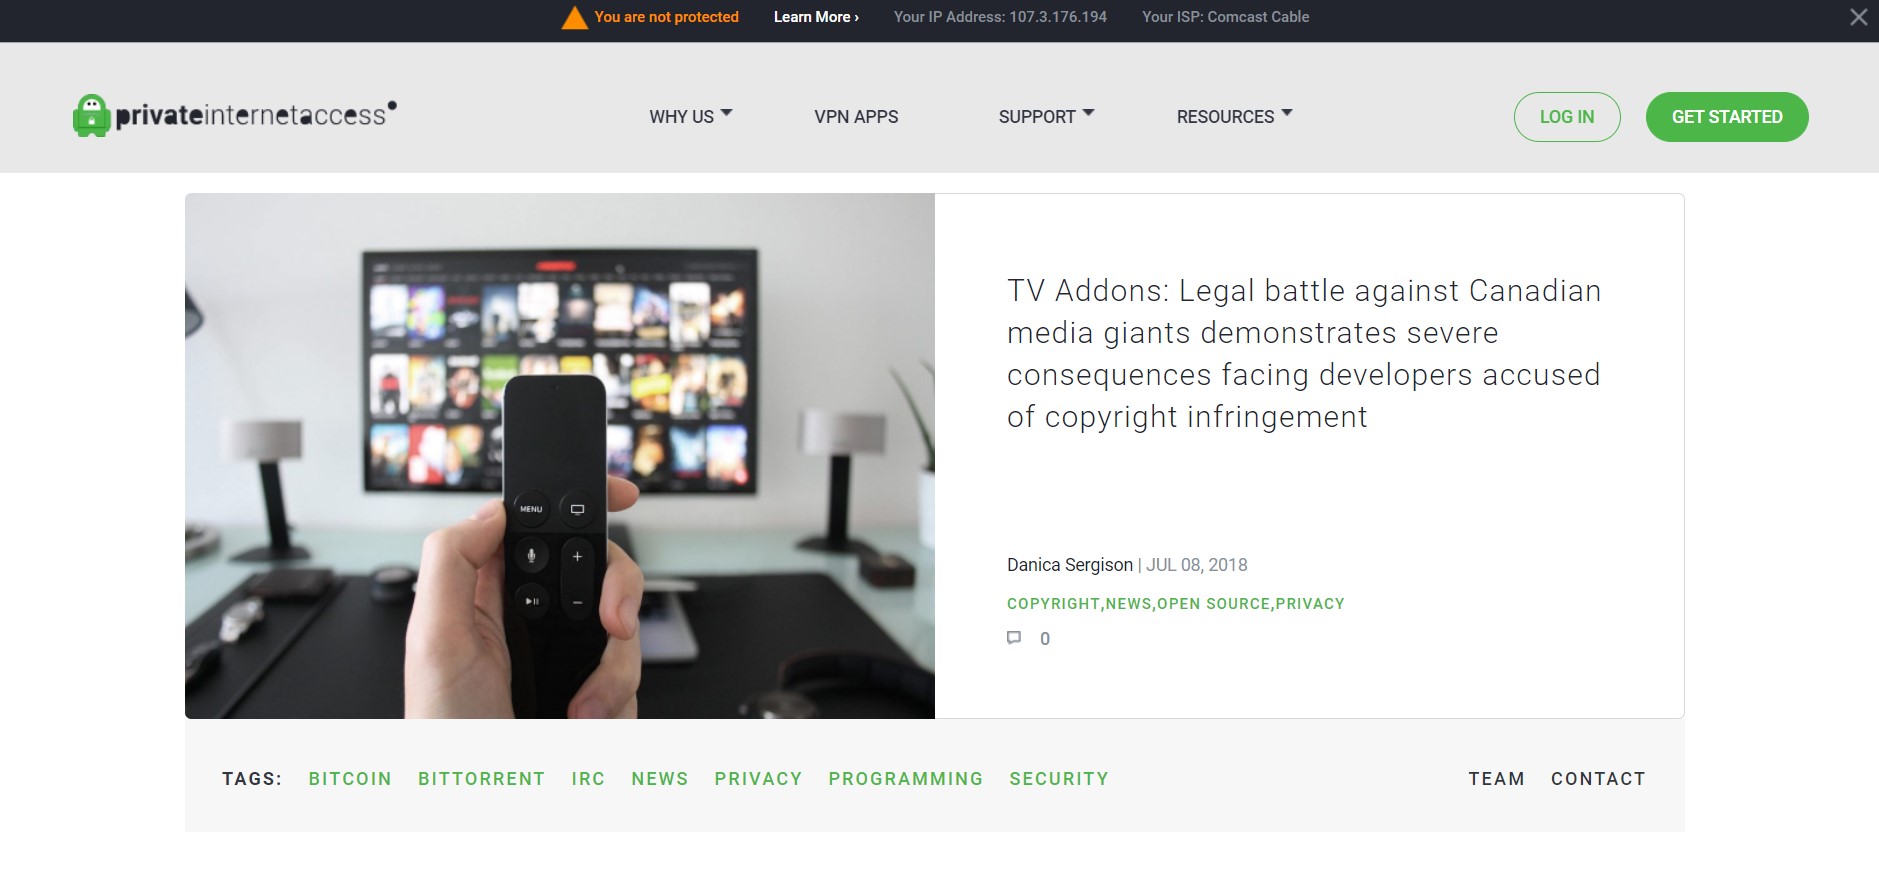 You are not protected Learn More › Your IP Address: 107.3.176.194 Your ISP: Comcast Cable
privateinternetaccess
WHY US VPN APPS SUPPORT RESOURCES LOG IN GET STARTED
TV Addons: Legal battle against Canadian
media giants demonstrates severe
consequences facing developers accused
of copyright infringement
MENU
Danica Sergison | JUL 08, 2018
COPYRIGHT,NEWS,OPEN SOURCE,PRIVACY
0
TAGS: BITCOIN BITTORRENT IRC NEWS PRIVACY PROGRAMMING SECURITY TEAM CONTACT